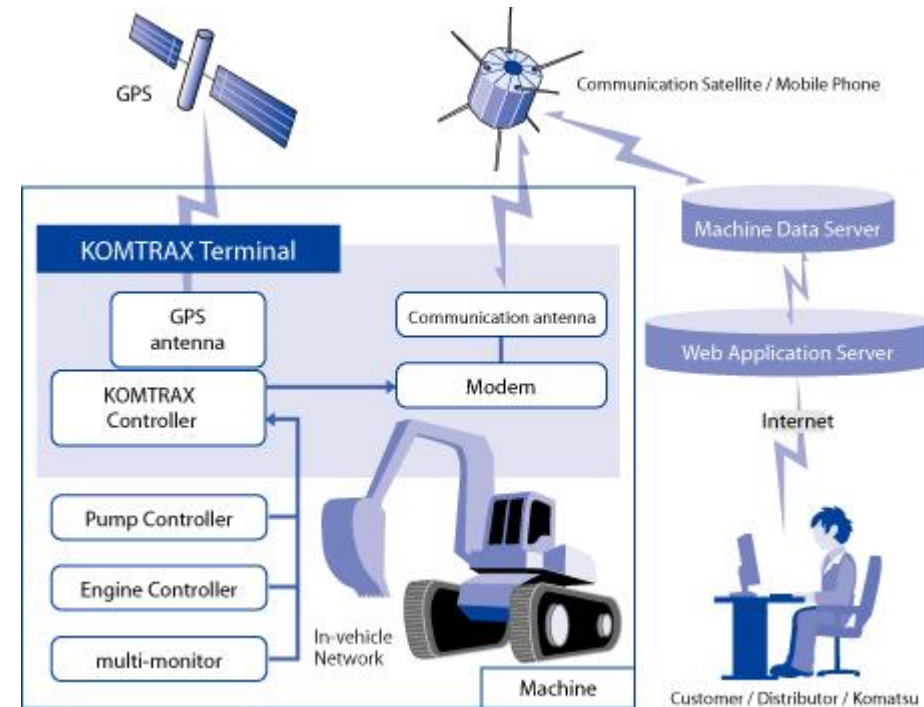 GPS
Communication Satellite / Mobile Phone
KOMTRAX Terminal
Machine Data Server
GPS
antenna
Communication antenna
Web Application Server
KOMTRAX
Controller
Modem
Internet
Pump Controller
Engine Controller
In-vehicle
Network
multi-monitor
Machine
Customer / Distributor / Komatsu